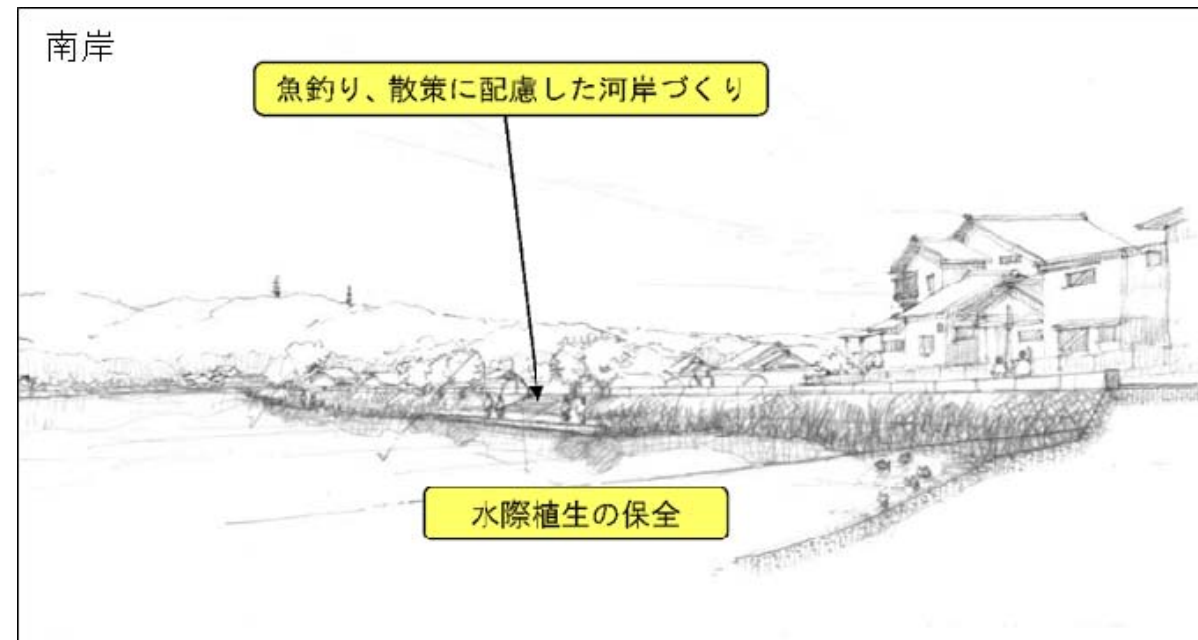 南岸
魚釣り、散策に配慮した河岸づくり
水際植生の保全